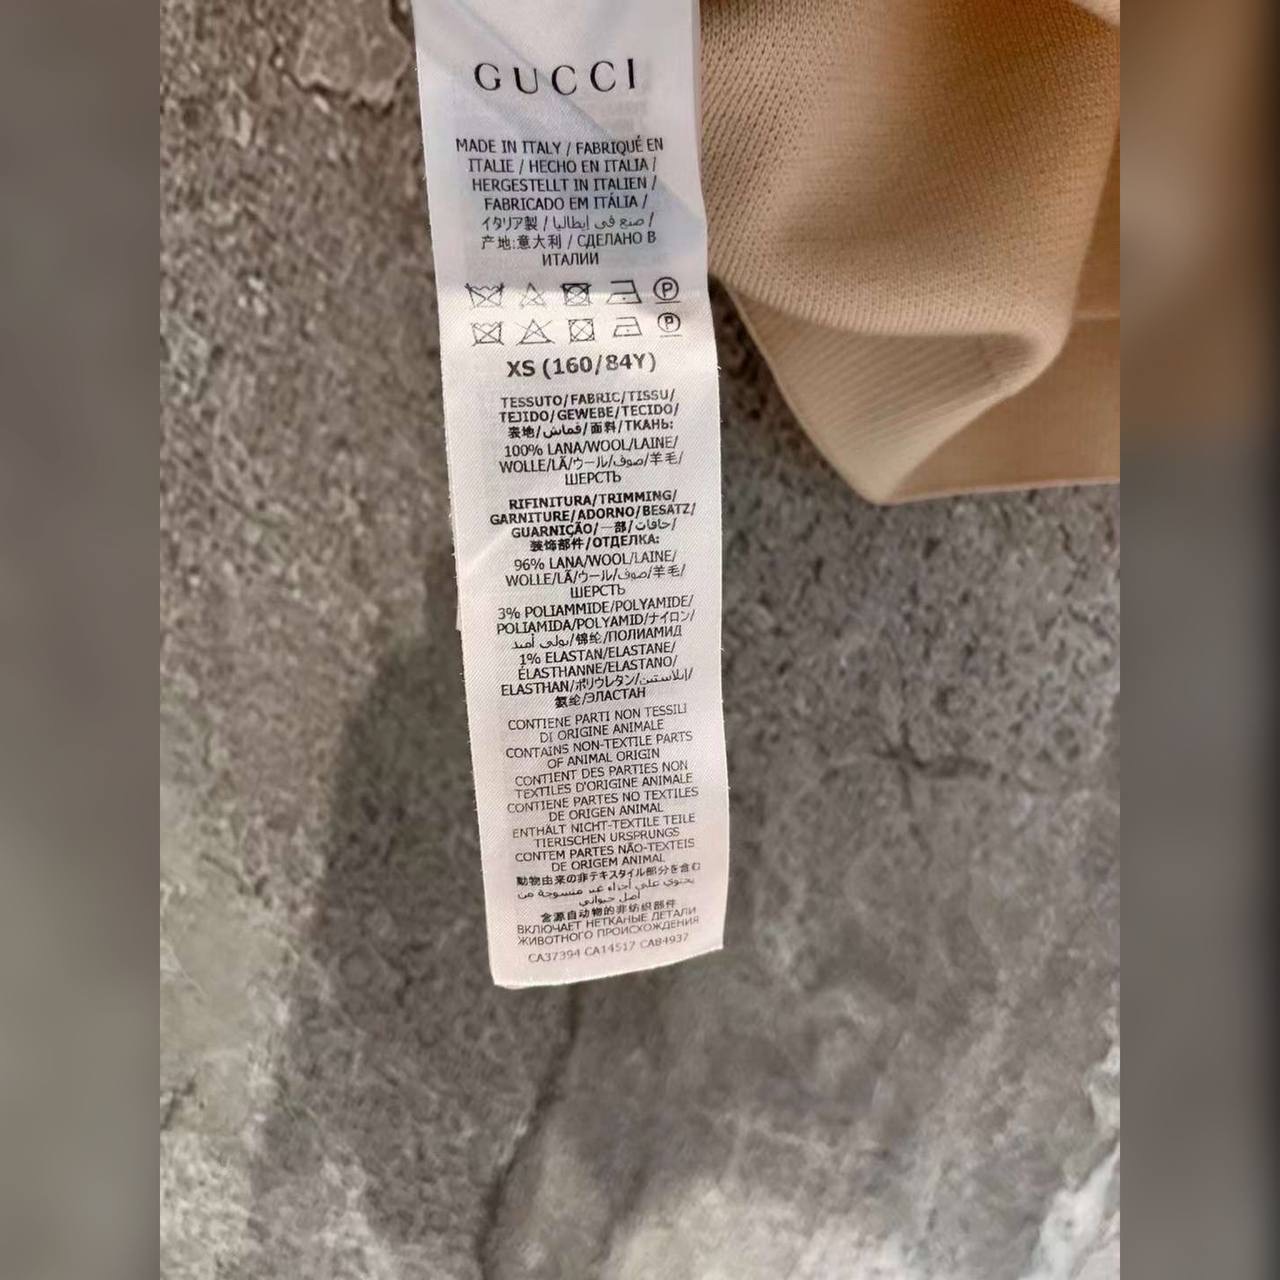 GUCCI
MADE IN ITALY / FABRIQUÉ EN
ITALIE / HECHO EN ITALIA /
HERGESTELLT IN ITALIEN /
FABRICADO EM ITÁLIA /
イタリア製 / صنع في إيطاليا /
产地:意大利 / СДЕЛАНО В
ИТАЛИИ
P
P
XS (160/84Y)
TESSUTO/FABRIC/TISSU/
TEJIDO/GEWEBE/TECIDO/
表地/قماش/面料/ТКАНЬ:
100% LANA/WOOL/LAINE/
WOLLE/LÃ/ウール/صوف/羊毛/
ШЕРСТЬ
RIFINITURA/TRIMMING/
GARNITURE/ADORNO/BESATZ/
GUARNIÇÃO/一部/حافات/
装饰部件/ОТДЕЛКА:
96% LANA/WOOL/LAINE/
WOLLE/LÃ/ウール/صوف/羊毛/
ШЕРСТЬ
3% POLIAMMIDE/POLYAMIDE/
POLIAMIDA/POLYAMID/ナイロン/
بولي أميد/锦纶/ПОЛИАМИД
1% ELASTAN/ELASTANE/
ÉLASTHANNE/ELASTANO/
ELASTHAN/ポリウレタン/إيلاستين/
氨纶/ЭЛАСТАН
CONTIENE PARTI NON TESSILI
DI ORIGINE ANIMALE
CONTAINS NON-TEXTILE PARTS
OF ANIMAL ORIGIN
CONTIENT DES PARTIES NON
TEXTILES D'ORIGINE ANIMALE
CONTIENE PARTES NO TEXTILES
DE ORIGEN ANIMAL
ENTHÄLT NICHT-TEXTILE TEILE
TIERISCHEN URSPRUNGS
CONTEM PARTES NÃO-TEXTEIS
DE ORIGEM ANIMAL
動物由来の非テキスタイル部分を含む
يحتوي على أجزاء غير منسوجة من
أصل حيواني
含源自动物的非纺织部件
ВКЛЮЧАЕТ НЕТКАНЫЕ ДЕТАЛИ
ЖИВОТНОГО ПРОИСХОЖДЕНИЯ
CA37394 CA14517 CA84937